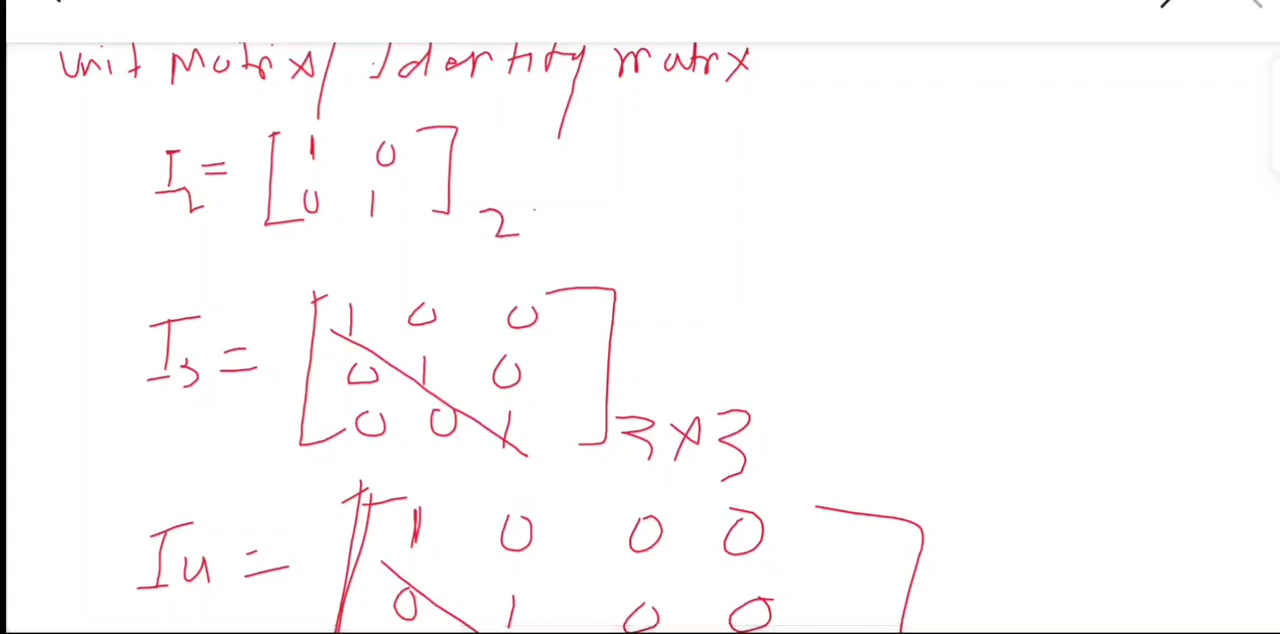 Unit Matrix/ Identity matrx
I2 = [ 1 0
0 1 ] 2
I3 = [ 1 0 0
0 1 0
0 0 1 ] 3×3
I4 = [ 1 0 0 0
0 1 0 0